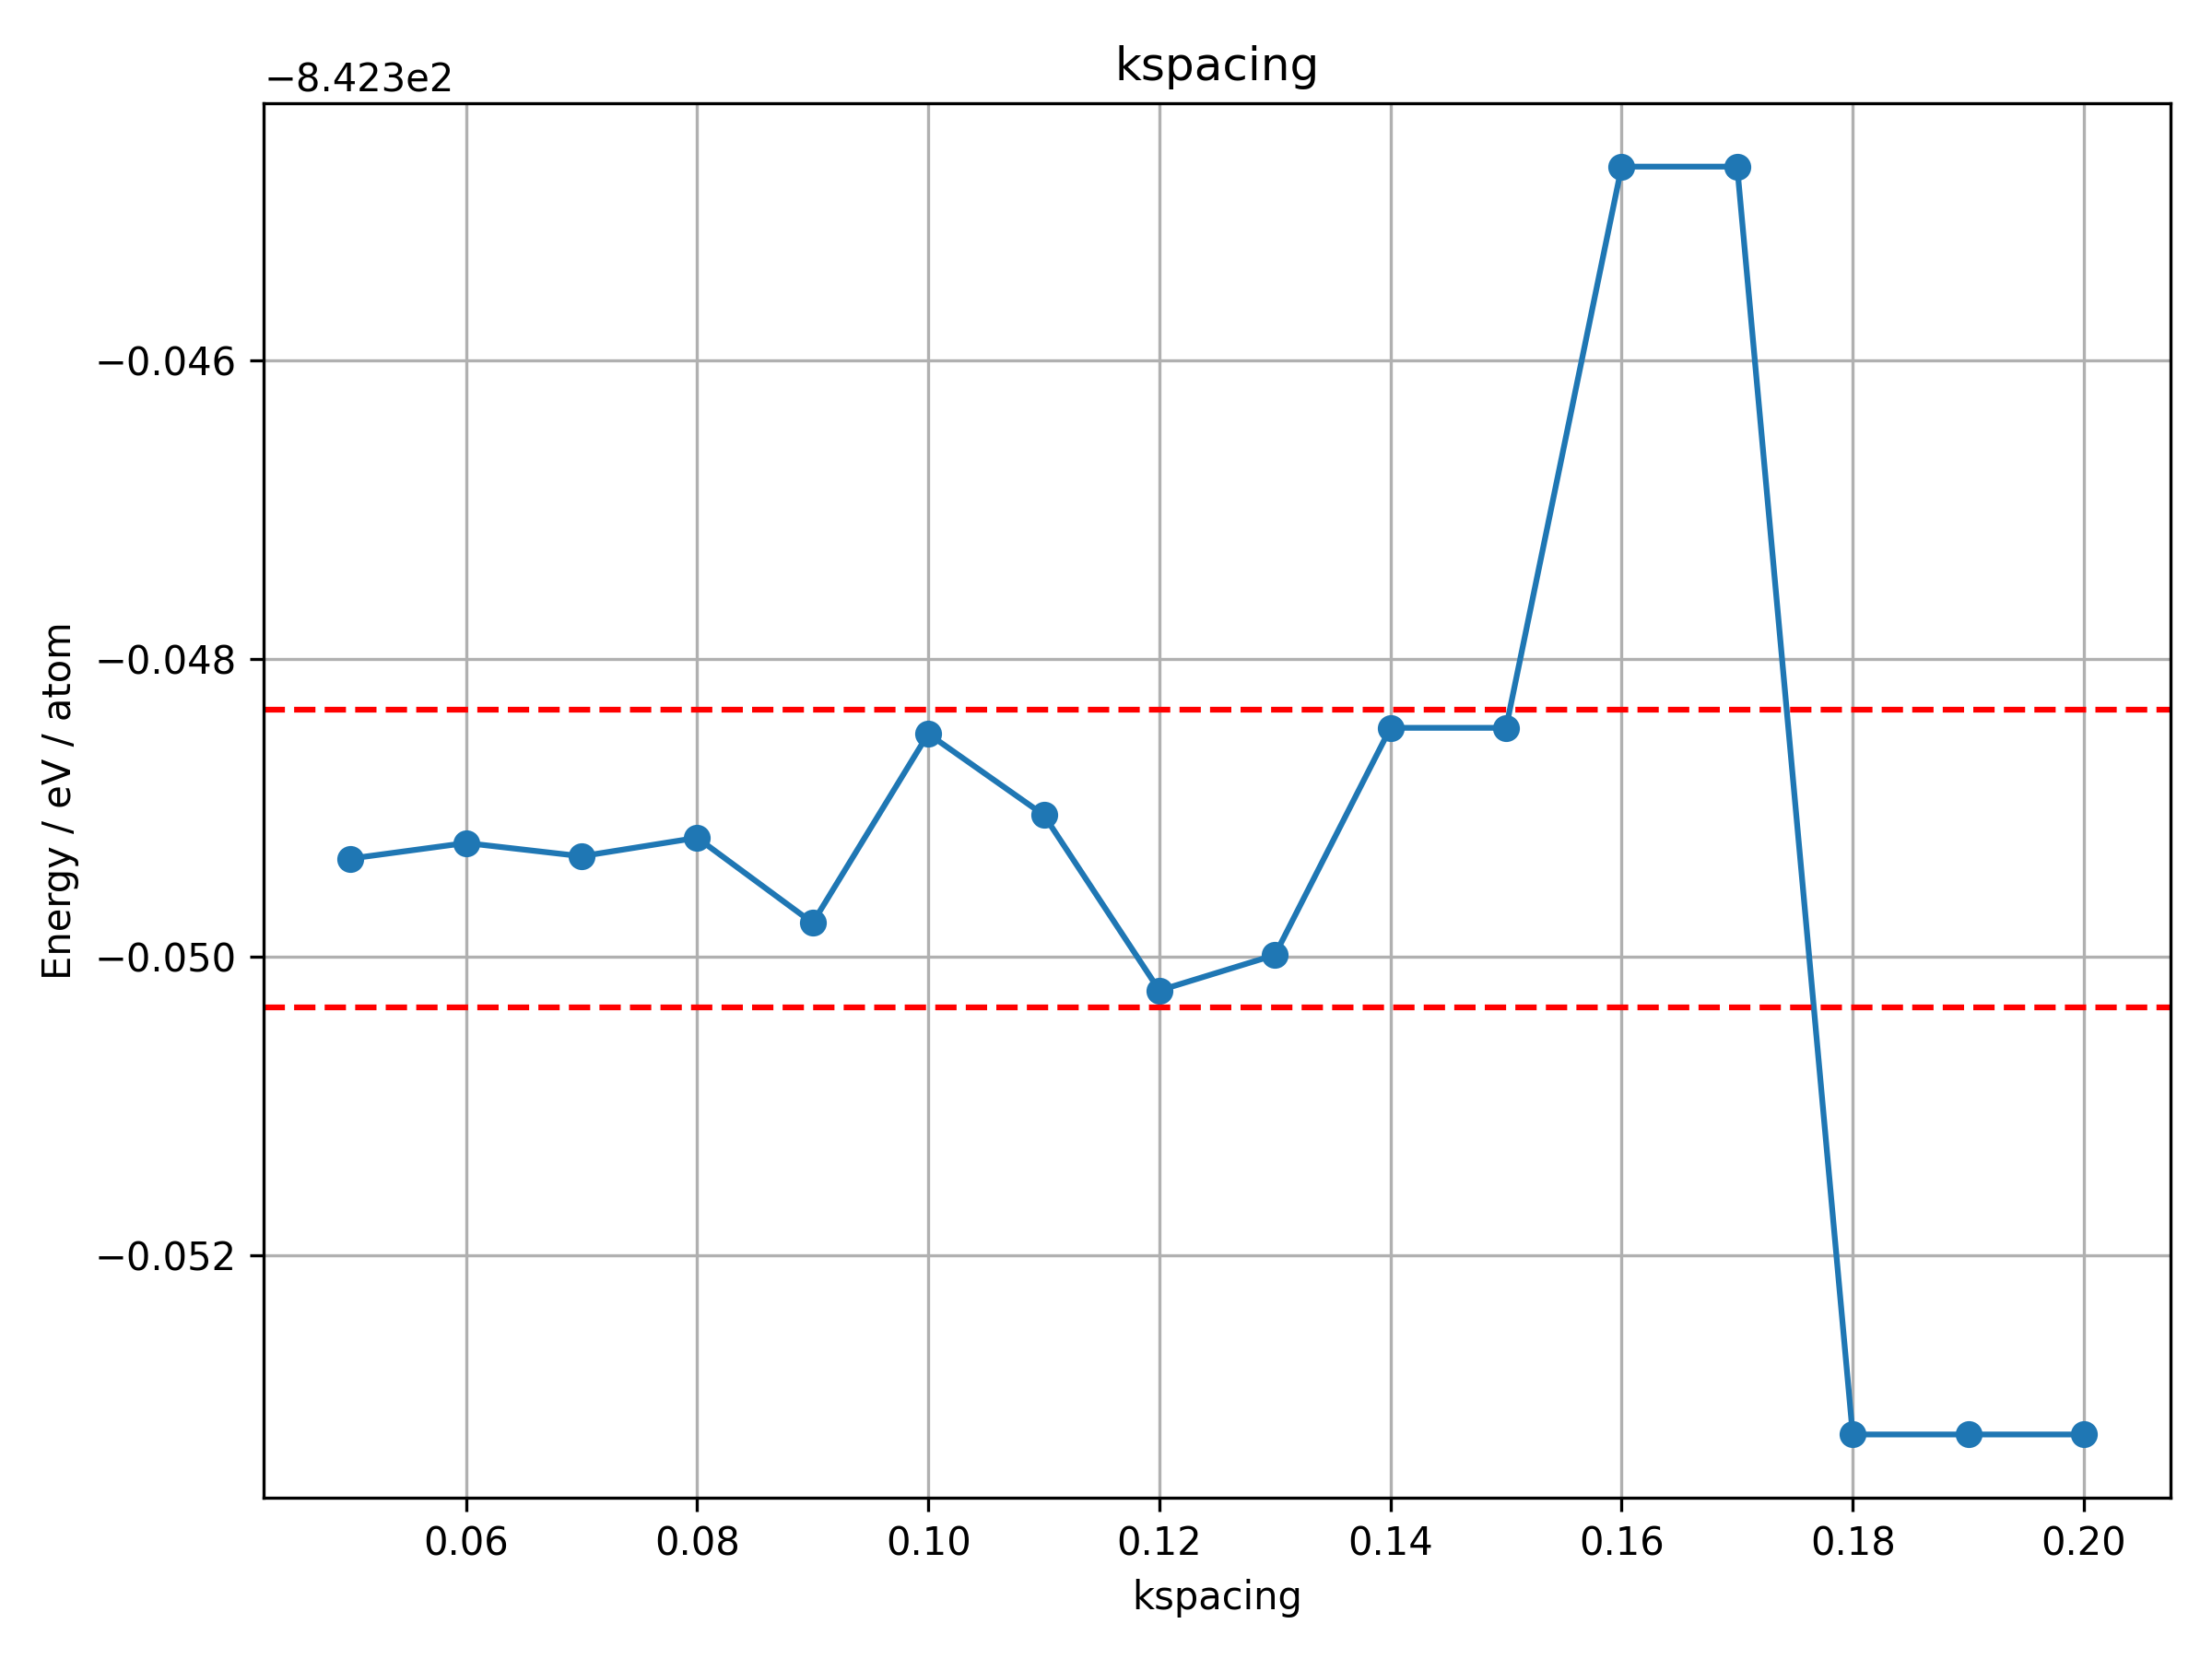 kspacing
−8.423e2
−0.046
−0.048
−0.050
−0.052
Energy / eV / atom
0.06 0.08 0.10 0.12 0.14 0.16 0.18 0.20
kspacing